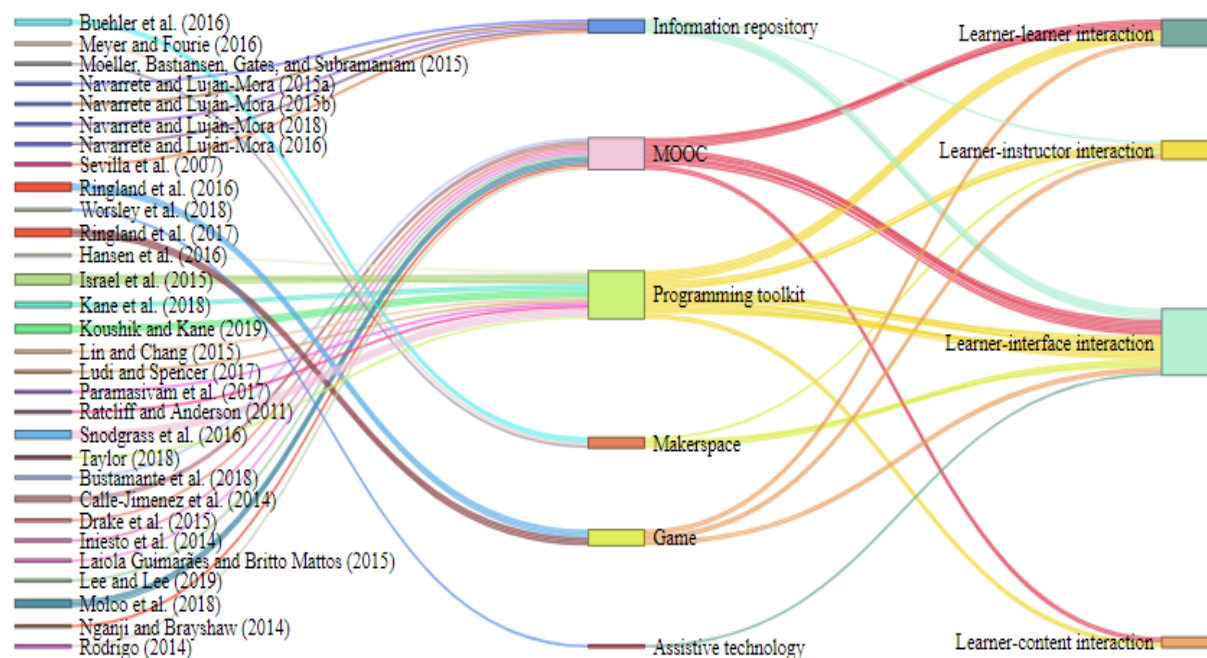 Buehler et al. (2016)
Meyer and Fourie (2016)
Moeller, Bastiansen, Gates, and Subramaniam (2015)
Navarrete and Luján-Mora (2015a)
Navarrete and Luján-Mora (2015b)
Navarrete and Luján-Mora (2018)
Navarrete and Luján-Mora (2016)
Sevilla et al. (2007)
Ringland et al. (2016)
Worsley et al. (2018)
Ringland et al. (2017)
Hansen et al. (2016)
Israel et al. (2015)
Kane et al. (2018)
Koushik and Kane (2019)
Lin and Chang (2015)
Ludi and Spencer (2017)
Paramasivam et al. (2017)
Ratcliff and Anderson (2011)
Snodgrass et al. (2016)
Taylor (2018)
Bustamante et al. (2018)
Calle-Jimenez et al. (2014)
Drake et al. (2015)
Iniesto et al. (2014)
Laiola Guimarães and Britto Mattos (2015)
Lee and Lee (2019)
Moloo et al. (2018)
Nganji and Brayshaw (2014)
Rodrigo (2014)
Information repository
MOOC
Programming toolkit
Makerspace
Game
Assistive technology
Learner-learner interaction
Learner-instructor interaction
Learner-interface interaction
Learner-content interaction